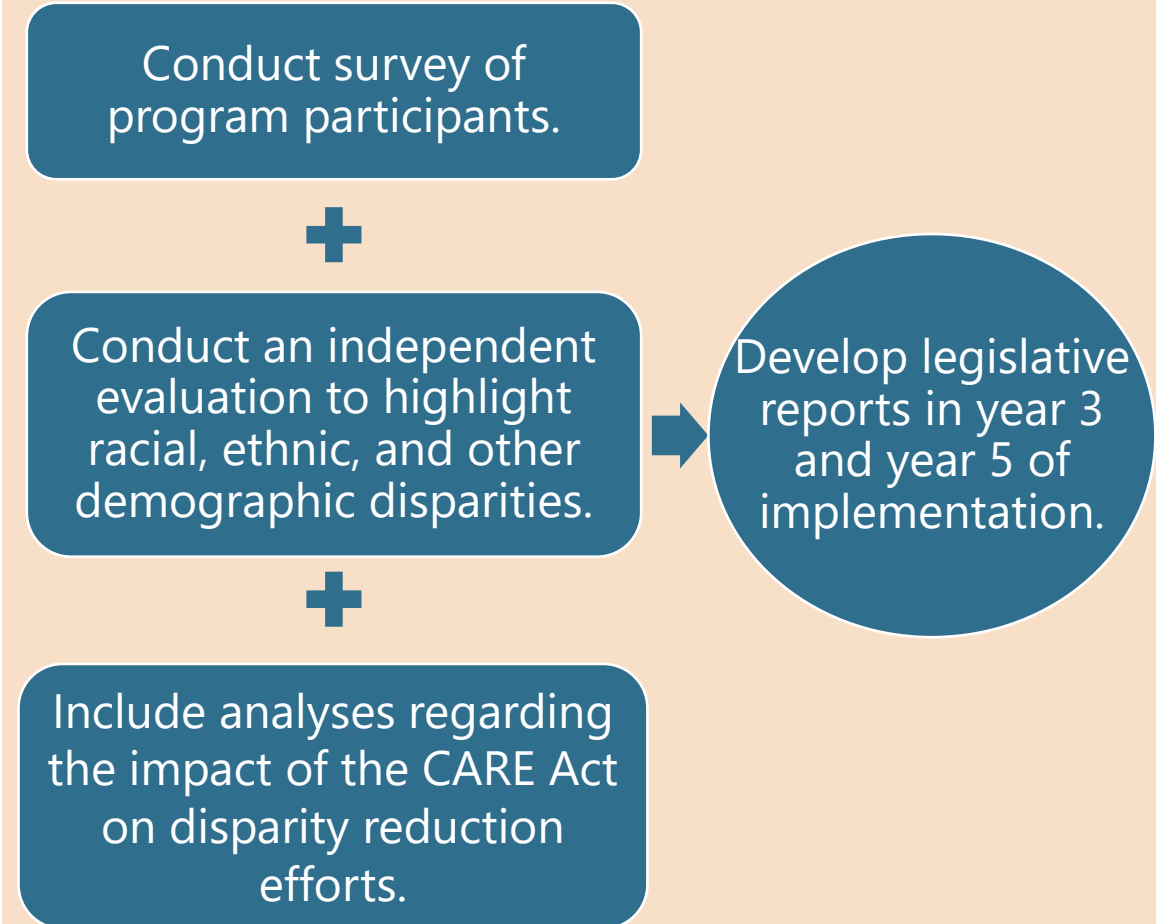 Conduct survey of
program participants.
Conduct an independent
evaluation to highlight
racial, ethnic, and other
demographic disparities.
Include analyses regarding
the impact of the CARE Act
on disparity reduction
efforts.
Develop legislative
reports in year 3
and year 5 of
implementation.